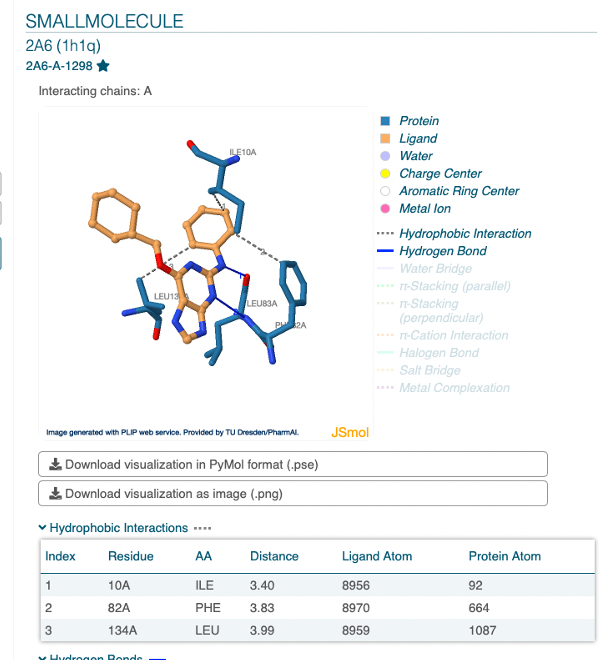 SMALLMOLECULE
2A6 (1h1q)
2A6-A-1298
Interacting chains: A
ILE10A
LEU83A
Image generated with PLIP web service. Provided by TU Dresden/PharmAI.
JSmol
Protein
Ligand
Water
Charge Center
Aromatic Ring Center
Metal Ion
Hydrophobic Interaction
Hydrogen Bond
Water Bridge
π-Stacking (parallel)
π-Stacking
(perpendicular)
π-Cation Interaction
Halogen Bond
Salt Bridge
Metal Complexation
Download visualization in PyMol format (.pse)
Download visualization as image (.png)
Hydrophobic Interactions
Index Residue AA Distance Ligand Atom Protein Atom
1 10A ILE 3.40 8956 92
2 82A PHE 3.83 8970 664
3 134A LEU 3.99 8959 1087
Hydrogen Bonds